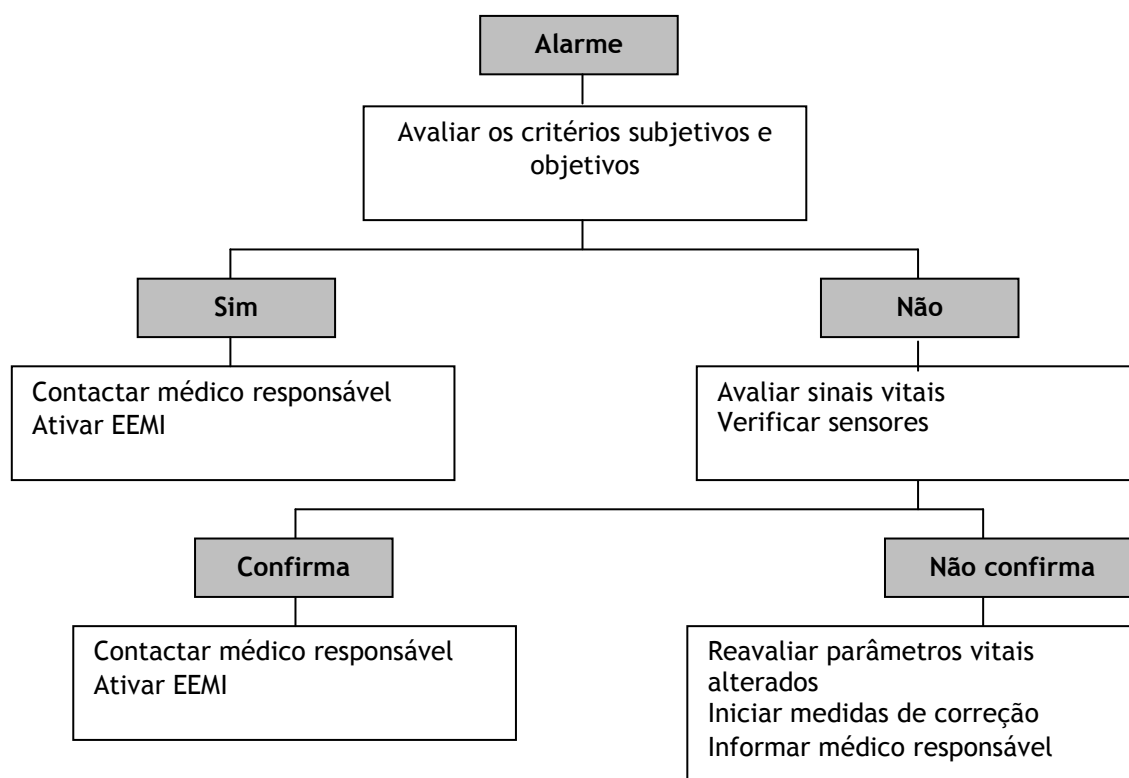 Alarme
Avaliar os critérios subjetivos e
objetivos
Sim
Não
Contactar médico responsável
Ativar EEMI
Avaliar sinais vitais
Verificar sensores
Confirma
Não confirma
Contactar médico responsável
Ativar EEMI
Reavaliar parâmetros vitais
alterados
Iniciar medidas de correção
Informar médico responsável